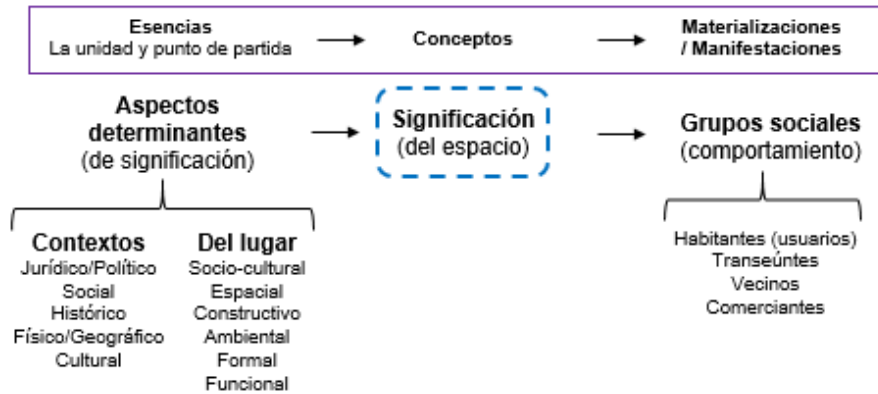 Esencias
La unidad y punto de partida
Conceptos
Materializaciones
/ Manifestaciones
Aspectos
determinantes
(de significación)
Significación
(del espacio)
Grupos sociales
(comportamiento)
Contextos
Jurídico/Político
Social
Histórico
Físico/Geográfico
Cultural
Del lugar
Socio-cultural
Espacial
Constructivo
Ambiental
Formal
Funcional
Habitantes (usuarios)
Transeúntes
Vecinos
Comerciantes